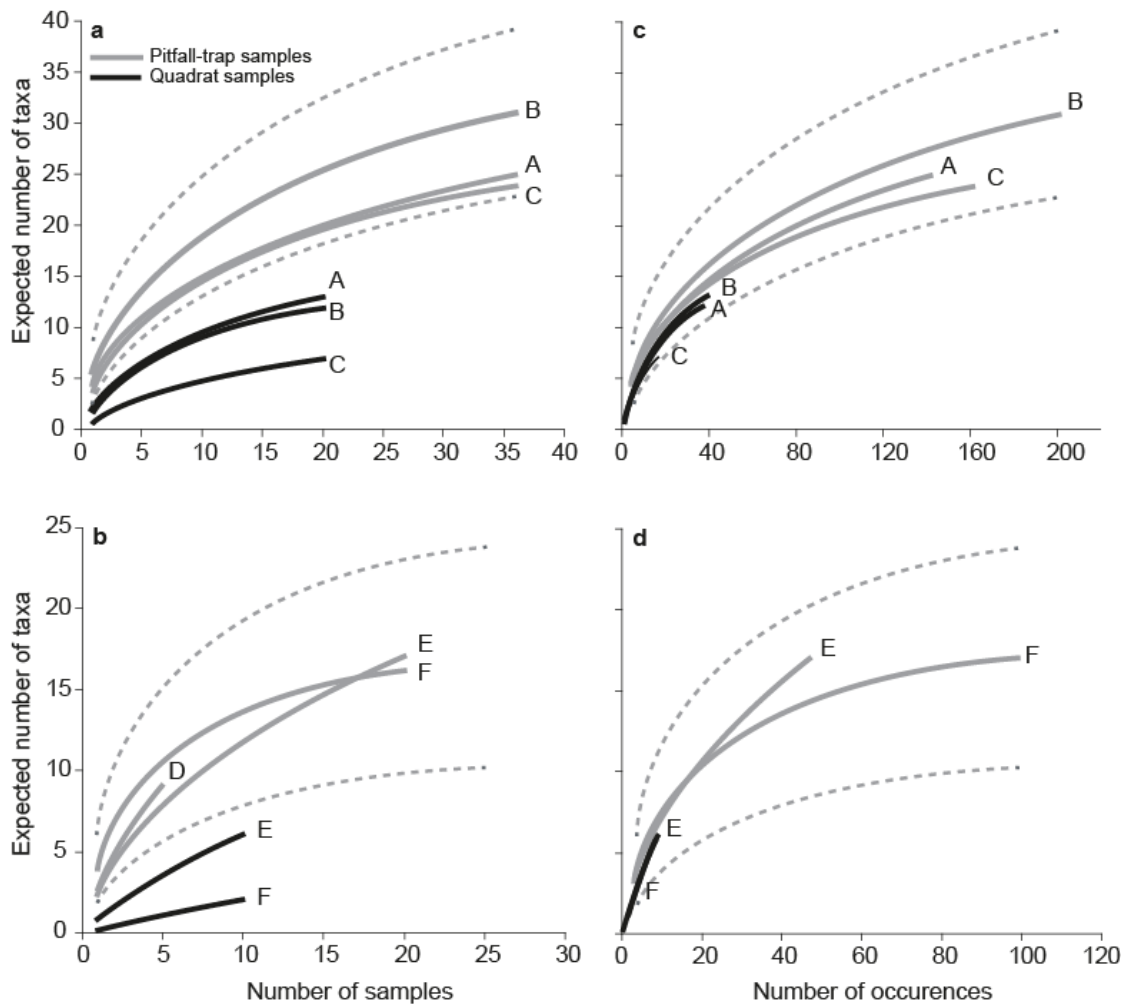 a
Pitfall-trap samples
Quadrat samples
Expected number of taxa
40
35
30
25
20
15
10
5
0
B
A
C
A
B
C
0 5 10 15 20 25 30 35 40
c
B
A
C
B
A
C
0 40 80 120 160 200
b
Expected number of taxa
25
20
15
10
5
0
E
F
D
E
F
0 5 10 15 20 25 30
Number of samples
d
E
F
E
F
0 20 40 60 80 100 120
Number of occurences